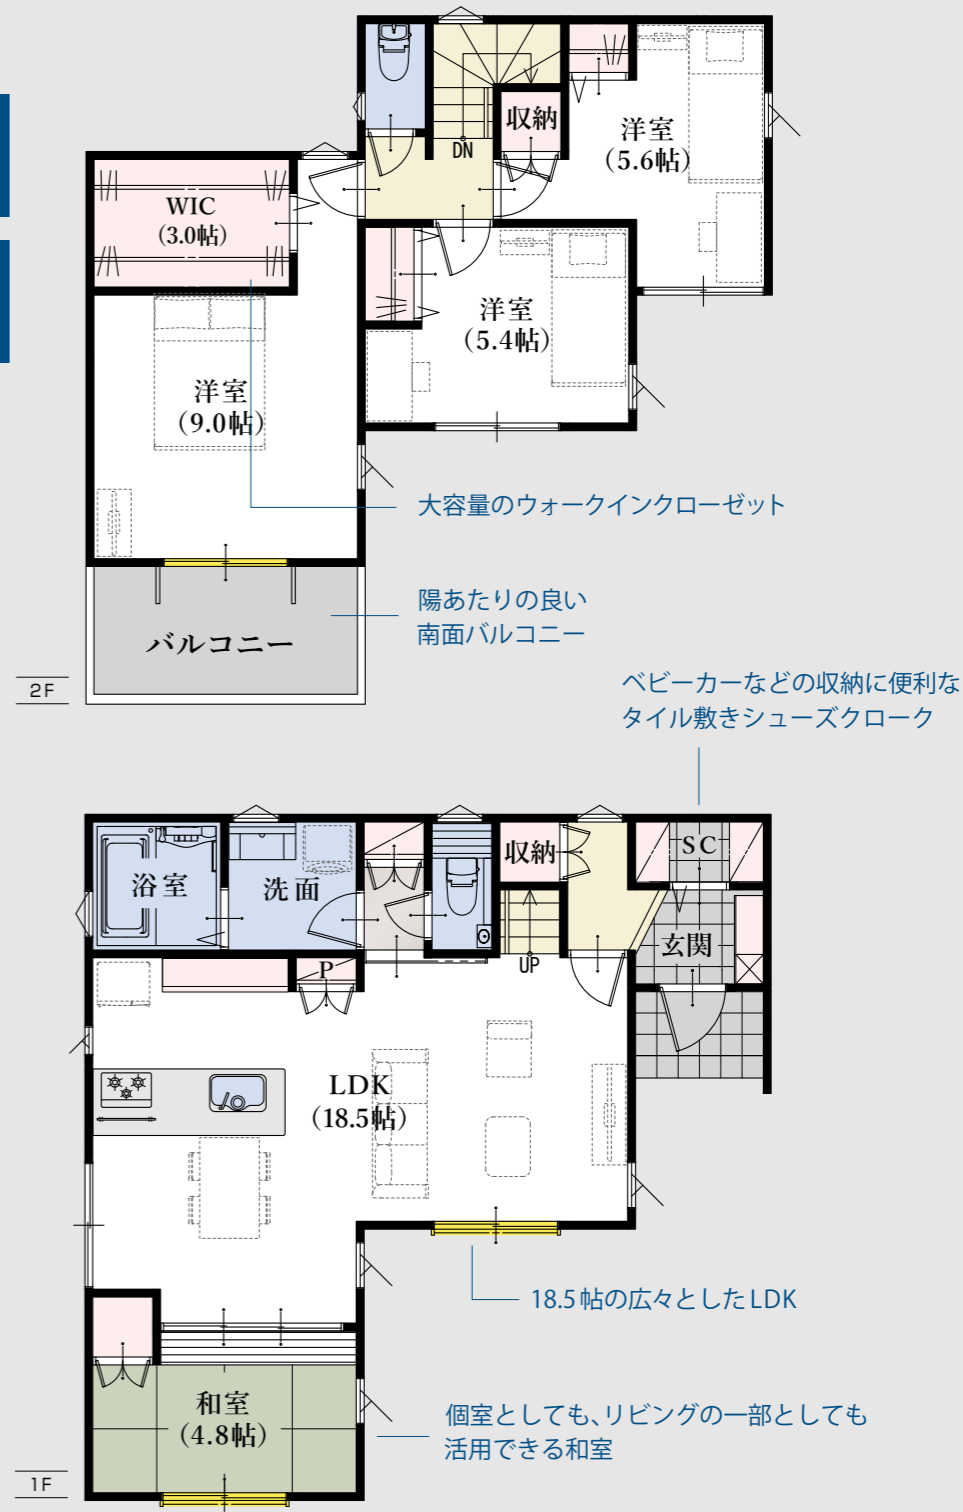 収納
洋室
(5.6帖)
DN
WIC
(3.0帖)
洋室
(5.4帖)
洋室
(9.0帖)
大容量のウォークインクローゼット
陽あたりの良い
南面バルコニー
バルコニー
2F
ベビーカーなどの収納に便利な
タイル敷きシューズクローク
収納
SC
浴室
洗面
玄関
UP
P
LDK
(18.5帖)
18.5帖の広々としたLDK
和室
(4.8帖)
個室としても、リビングの一部としても
活用できる和室
1F